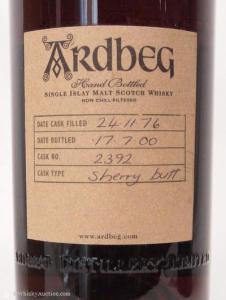 ARDBEG
Hand Bottled
SINGLE ISLAY MALT SCOTCH WHISKY
NON CHILL-FILTERED
DATE CASK FILLED 24·11·76
DATE BOTTLED 17·7·00
CASK NO. 2392
CASK TYPE Sherry butt
www.ardbeg.com